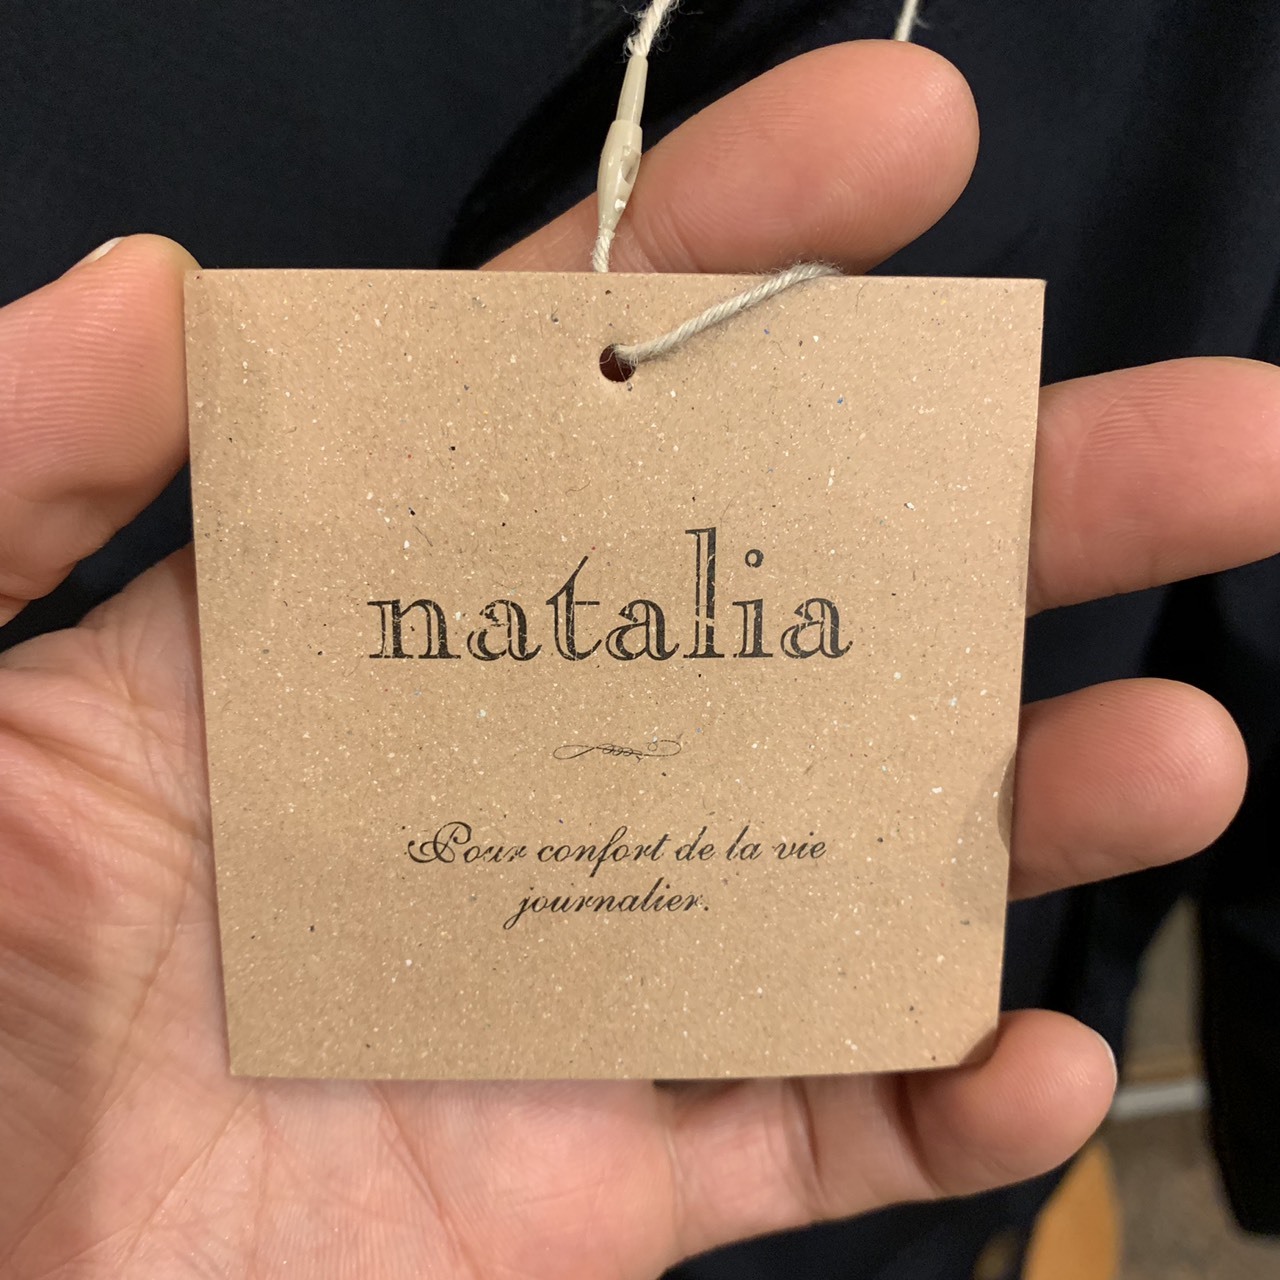 natalia
Pour confort de la vie
journalier.